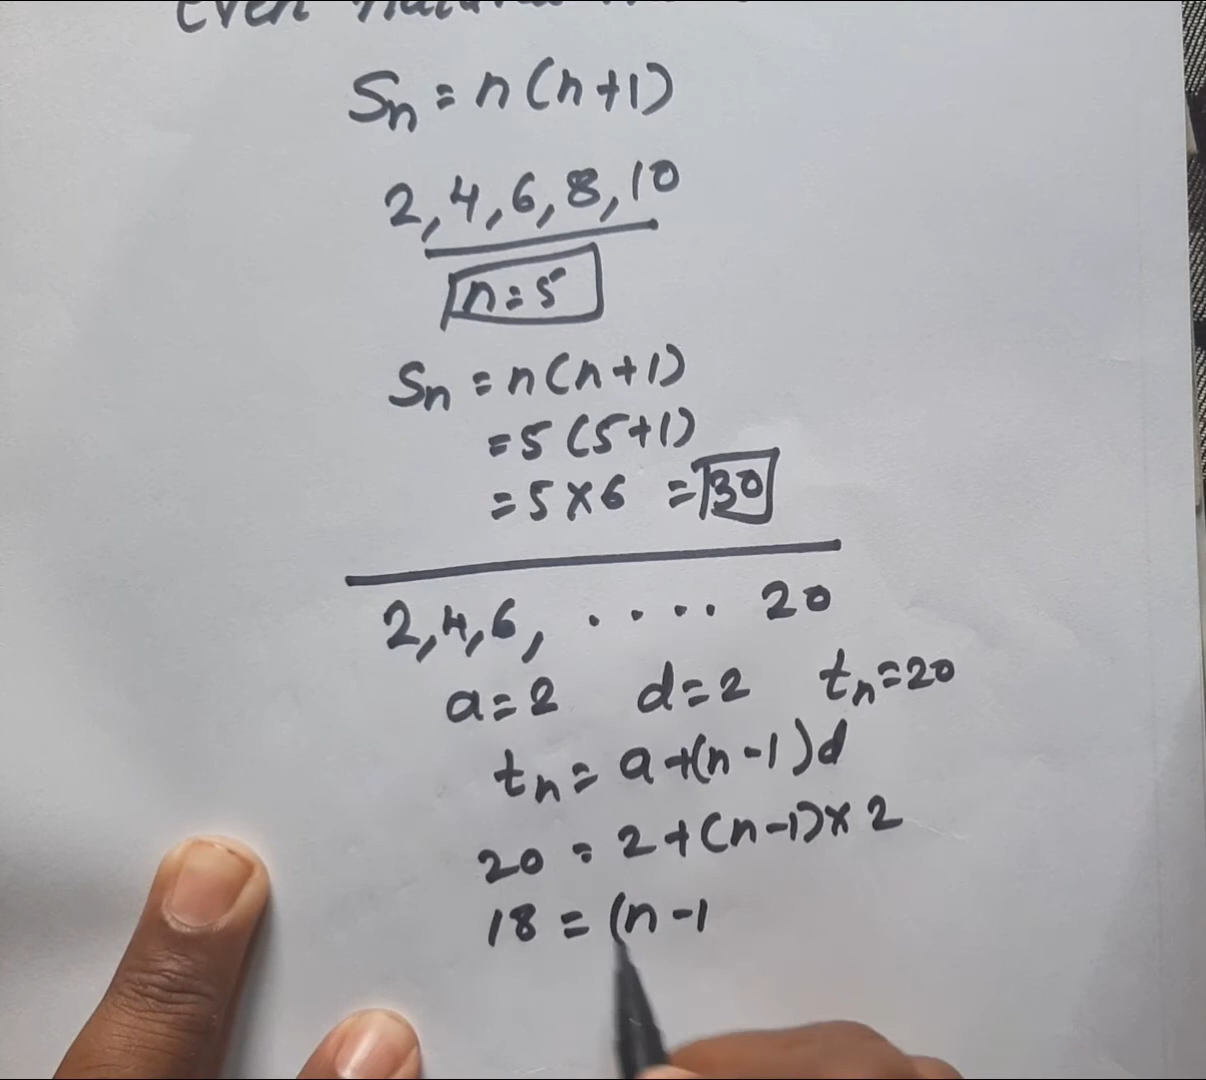 Even
Sn = n(n+1)
2,4,6,8,10
n=5
Sn = n(n+1)
=5(5+1)
=5×6 =30
2,4,6, .... 20
a=2 d=2 tn=20
tn= a+(n-1)d
20 = 2+(n-1)×2
18 = (n-1